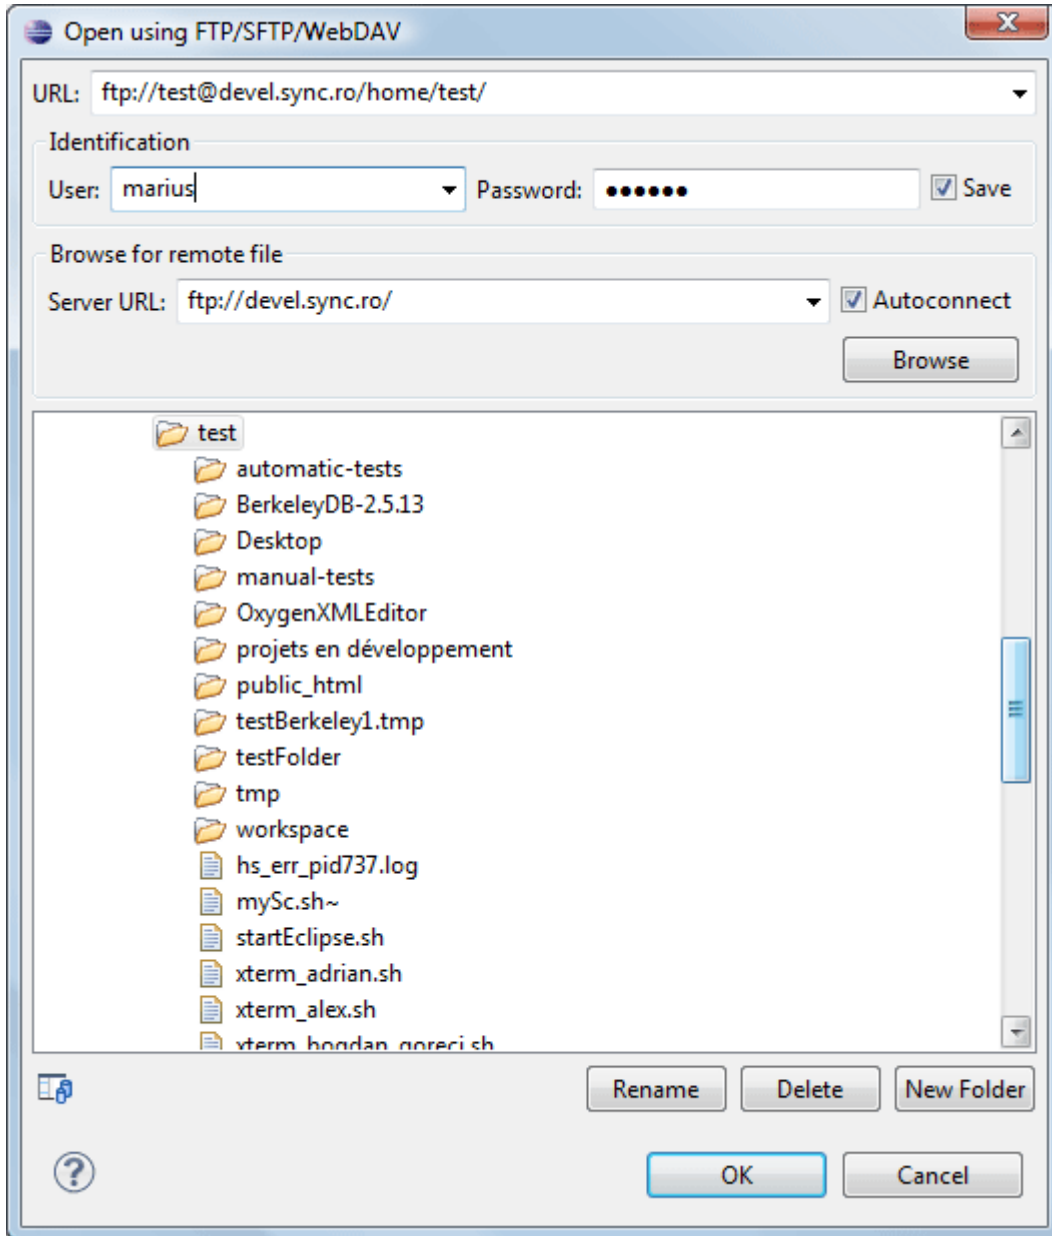 Open using FTP/SFTP/WebDAV
URL: ftp://test@devel.sync.ro/home/test/
Identification
User: marius Password: ●●●●●● Save
Browse for remote file
Server URL: ftp://devel.sync.ro/ Autoconnect
Browse
test
automatic-tests
BerkeleyDB-2.5.13
Desktop
manual-tests
OxygenXMLEditor
projets en développement
public_html
testBerkeley1.tmp
testFolder
tmp
workspace
hs_err_pid737.log
mySc.sh~
startEclipse.sh
xterm_adrian.sh
xterm_alex.sh
xterm_bogdan_goreci.sh
Rename Delete New Folder
OK Cancel